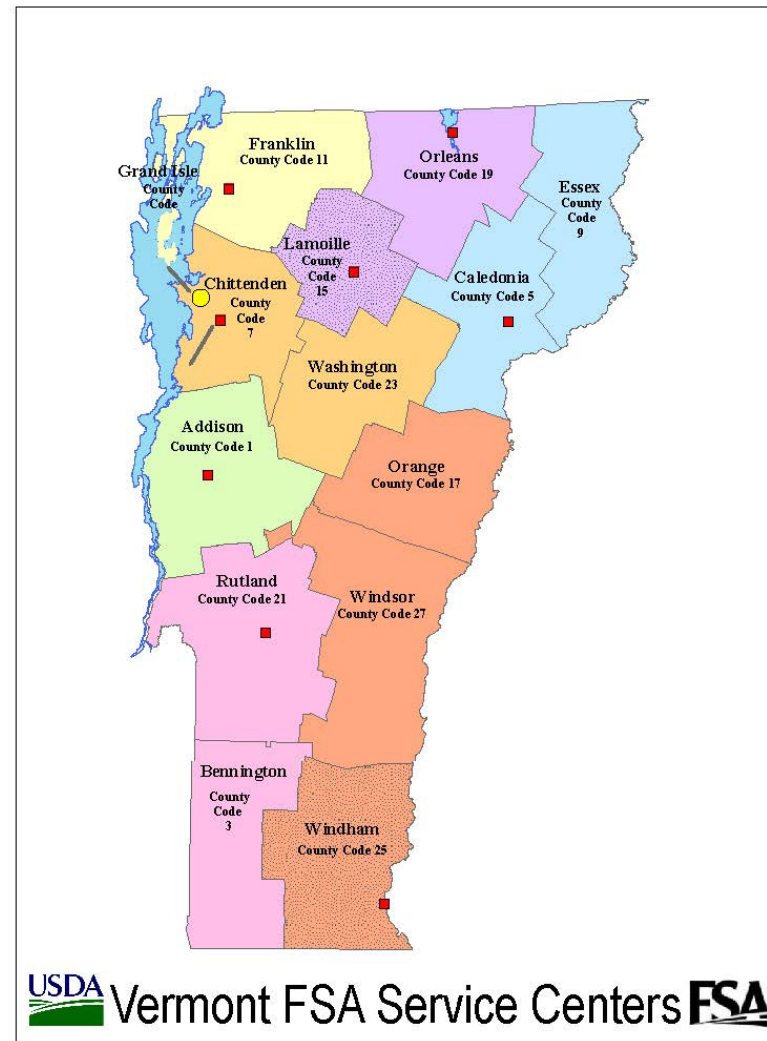 Franklin
County Code 11
Orleans
County Code 19
Grand Isle
County
Code
Essex
County
Code
9
Lamoille
County
Code
15
Caledonia
County Code 5
Chittenden
County
Code
7
Washington
County Code 23
Addison
County Code 1
Orange
County Code 17
Rutland
County Code 21
Windsor
County Code 27
Bennington
County
Code
3
Windham
County Code 25
USDA Vermont FSA Service Centers FSA